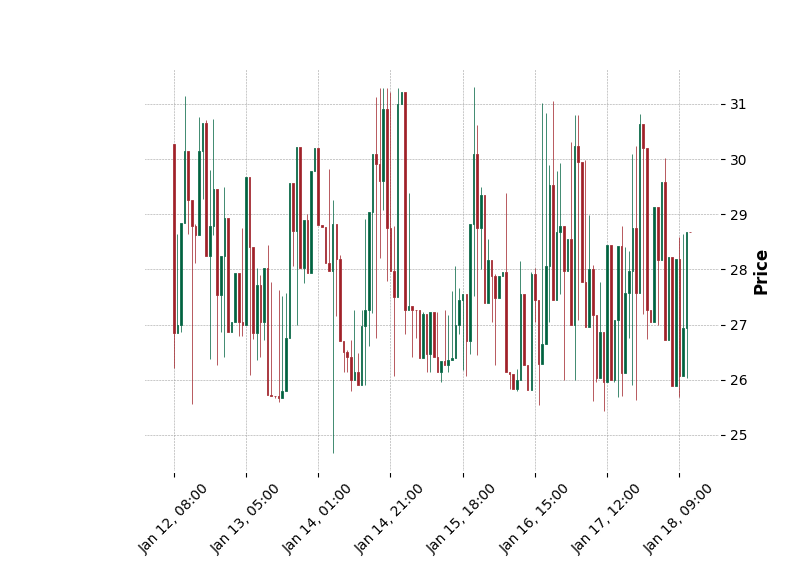 31
30
29
28
27
26
25
Price
Jan 12, 08:00
Jan 13, 05:00
Jan 14, 01:00
Jan 14, 21:00
Jan 15, 18:00
Jan 16, 15:00
Jan 17, 12:00
Jan 18, 09:00